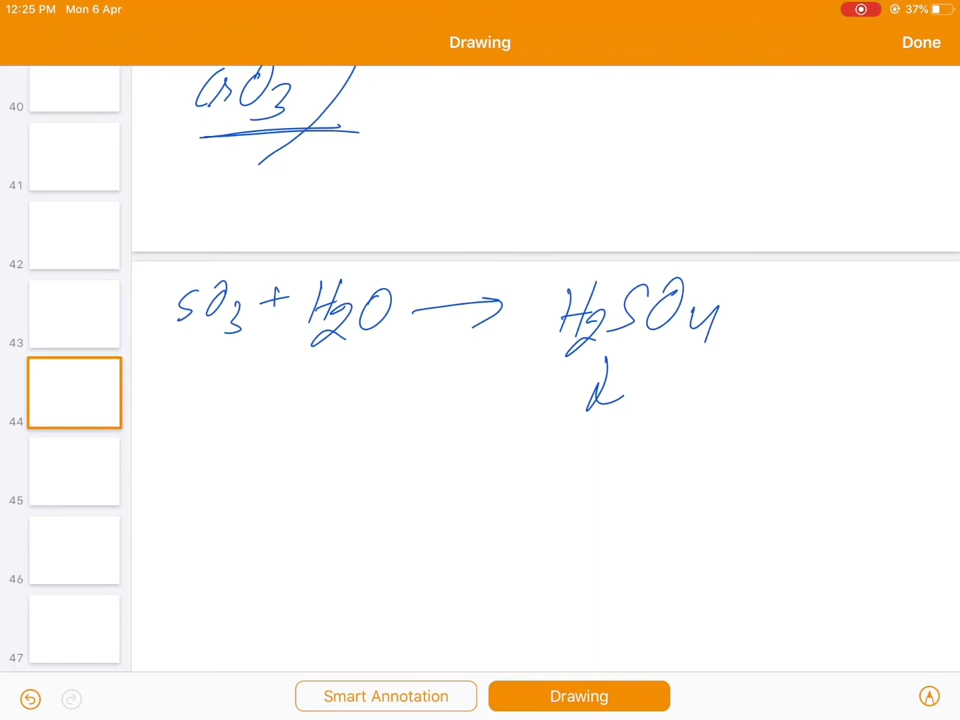 12:25 PM Mon 6 Apr
37%
Drawing
Done
CrO3
40
41
42
43
SO3 + H2O → H2SO4
44
45
46
47
Smart Annotation
Drawing